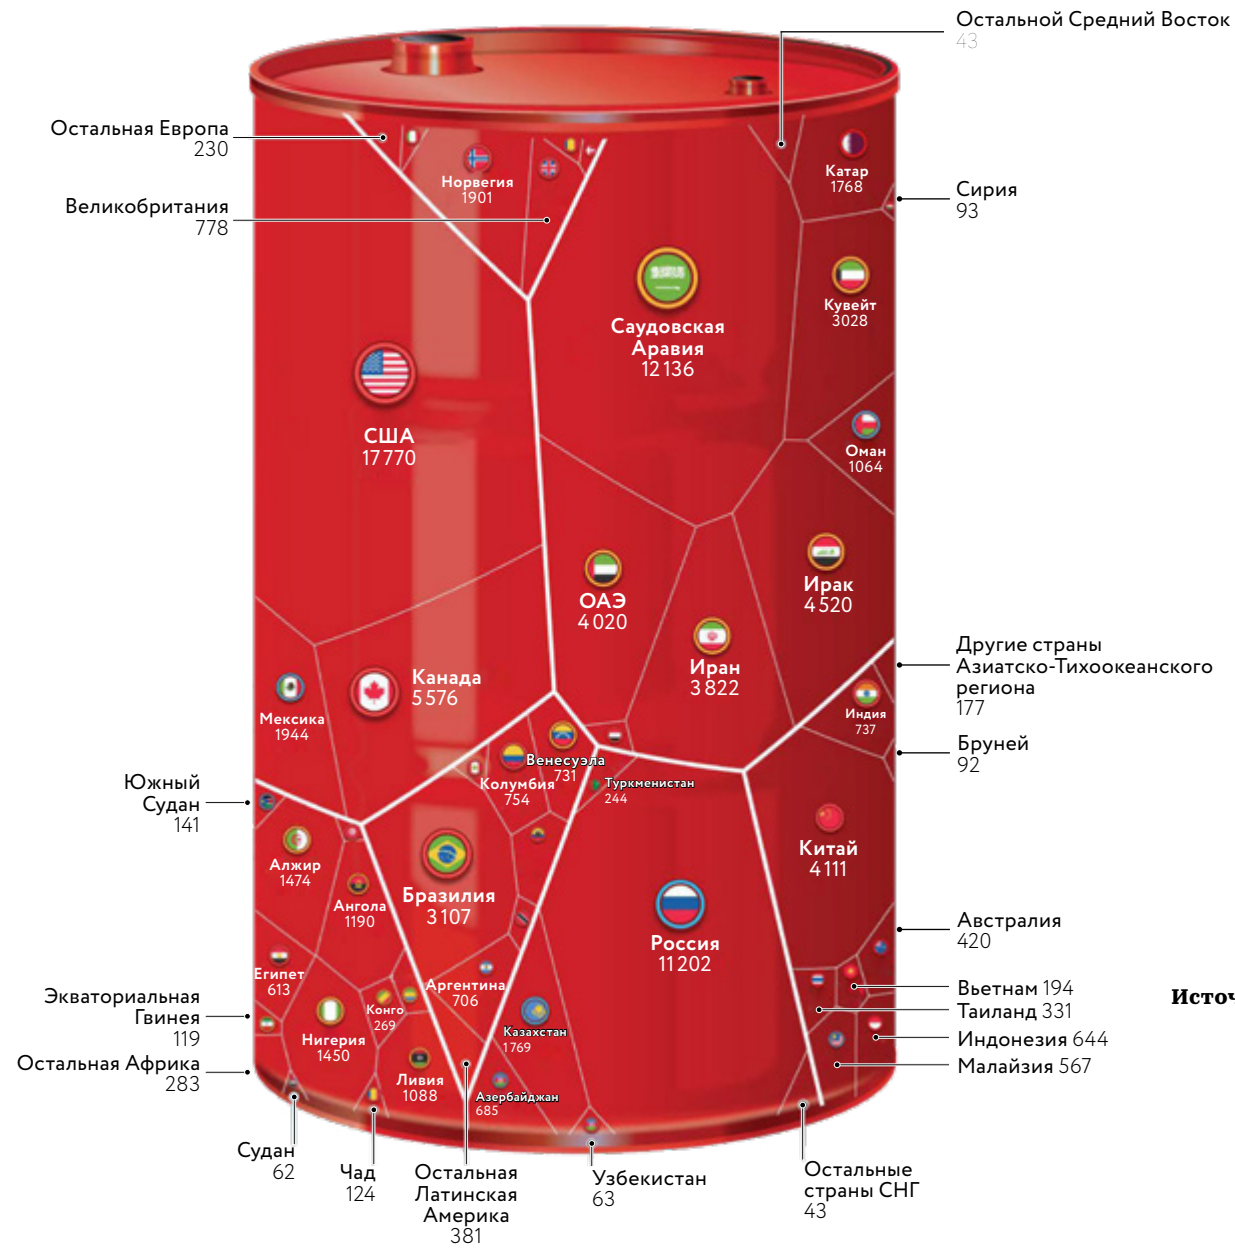 Остальной Средний Восток
43
Остальная Европа
230
Норвегия
1901
Катар
1768
Сирия
93
Великобритания
778
Кувейт
3028
Саудовская
Аравия
12 136
США
17 770
Оман
1064
Ирак
4 520
ОАЭ
4 020
Иран
3 822
Другие страны
Азиатско-Тихоокеанского
региона
177
Канада
5 576
Мексика
1944
Индия
737
Бруней
92
Венесуэла
731
Колумбия
754
Туркменистан
244
Южный
Судан
141
Алжир
1474
Китай
4 111
Ангола
1190
Бразилия
3 107
Россия
11 202
Австралия
420
Египет
613
Аргентина
706
Вьетнам 194
Таиланд 331
Индонезия 644
Малайзия 567
Источ
Экваториальная
Гвинея
119
Конго
269
Нигерия
1450
Казахстан
1769
Остальная Африка
283
Ливия
1088
Азербайджан
685
Судан
62
Чад
124
Остальная
Латинская
Америка
381
Узбекистан
63
Остальные
страны СНГ
43